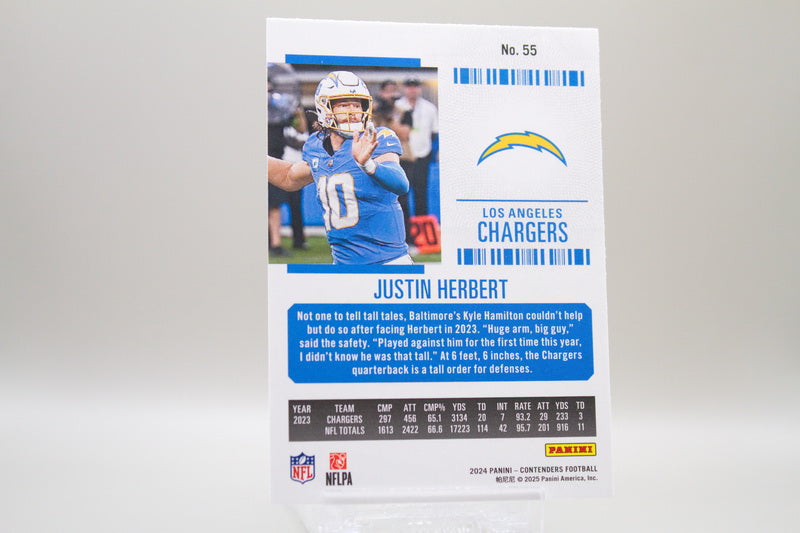 No. 55
LOS ANGELES
CHARGERS
10
20
JUSTIN HERBERT
Not one to tell tall tales, Baltimore's Kyle Hamilton couldn't help
but do so after facing Herbert in 2023. "Huge arm, big guy,"
said the safety. "Played against him for the first time this year,
I didn't know he was that tall." At 6 feet, 6 inches, the Chargers
quarterback is a tall order for defenses.
YEAR TEAM CMP ATT CMP% YDS TD INT RATE ATT YDS TD
2023 CHARGERS 297 456 65.1 3134 20 7 93.2 29 233 3
NFL TOTALS 1613 2422 66.6 17223 114 42 95.7 201 916 11
PANINI
NFL
NFLPA
2024 PANINI – CONTENDERS FOOTBALL
帕尼尼 © 2025 Panini America, Inc.